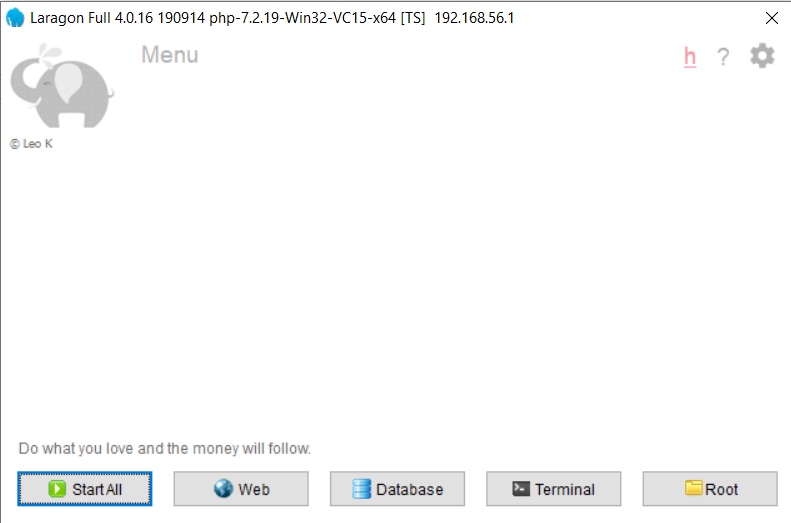 Laragon Full 4.0.16 190914 php-7.2.19-Win32-VC15-x64 [TS] 192.168.56.1
Menu
h ?
© Leo K
Do what you love and the money will follow.
Start All Web Database Terminal Root